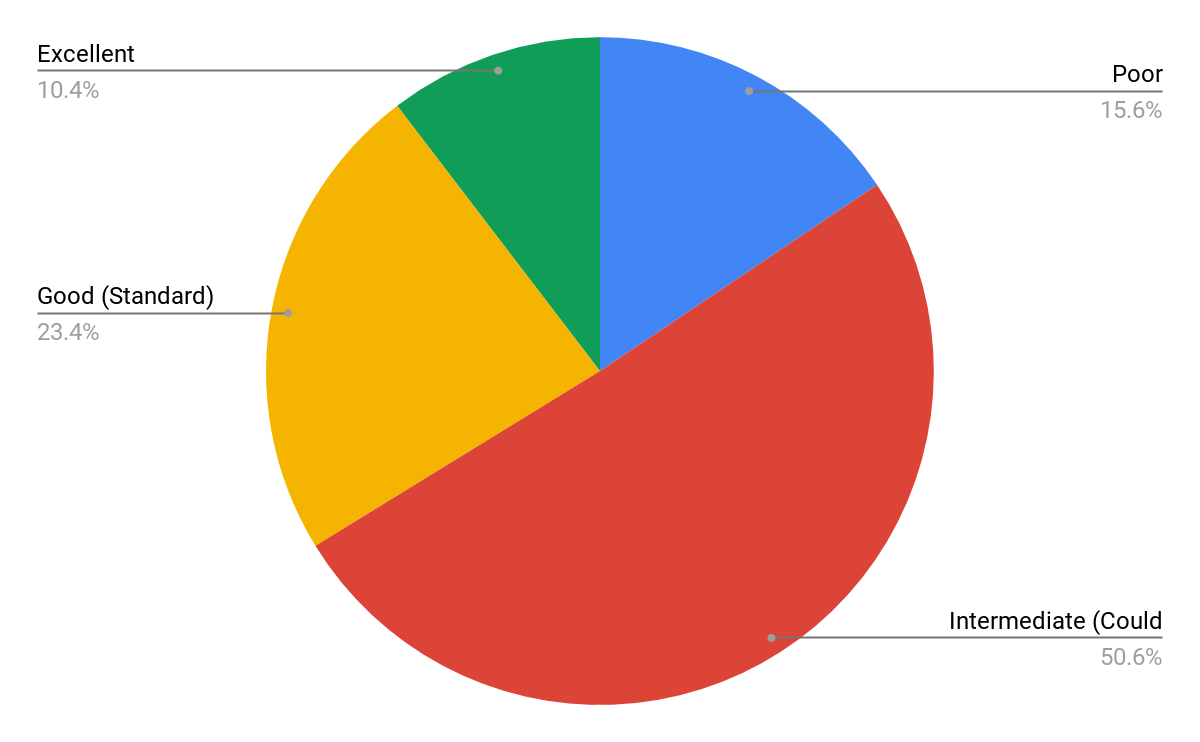 Excellent
10.4%
Poor
15.6%
Good (Standard)
23.4%
Intermediate (Could
50.6%